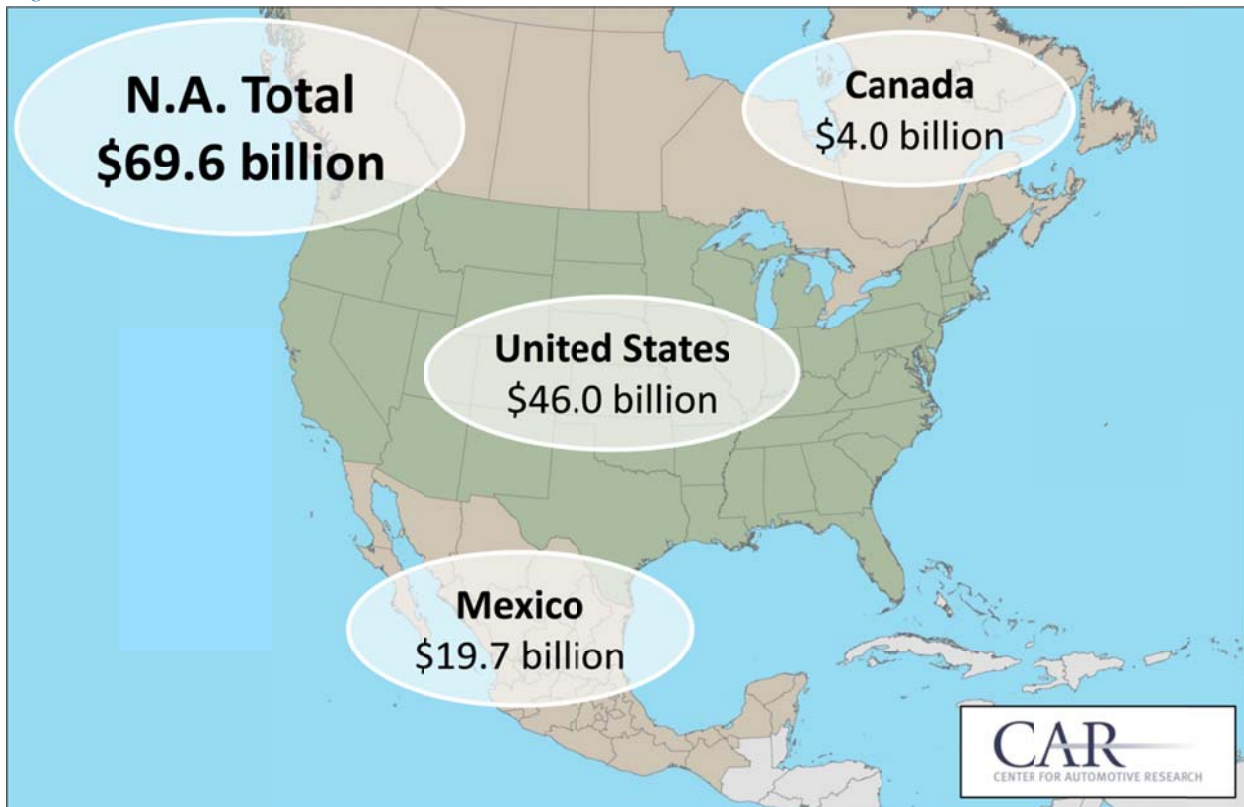 N.A. Total
$69.6 billion
Canada
$4.0 billion
United States
$46.0 billion
Mexico
$19.7 billion
CAR
CENTER FOR AUTOMOTIVE RESEARCH